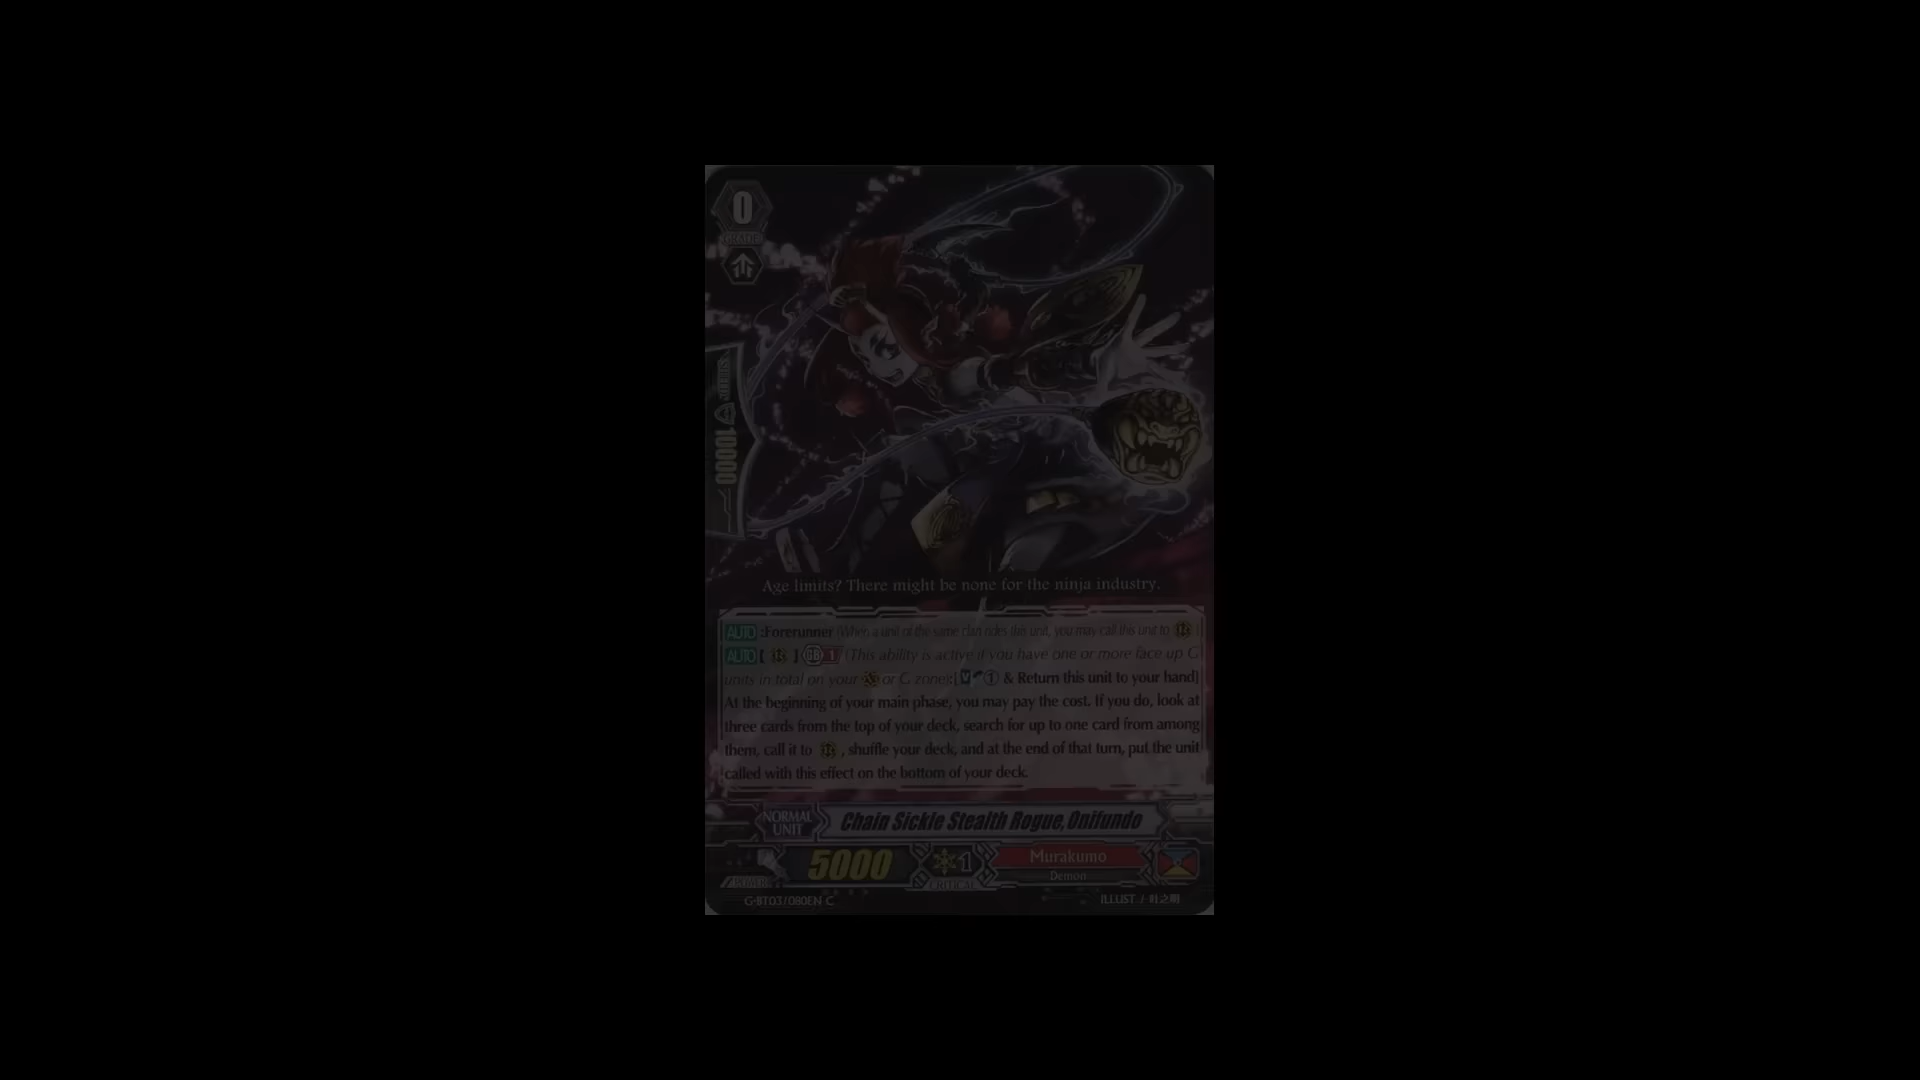 0
GRADE
SHIELD
10000
Age limits? There might be none for the ninja industry.
AUTO :Forerunner (When a unit of the same clan rides this unit, you may call this unit to R )
AUTO [ R ] GB 1 (This ability is active if you have one or more face up G
units in total on your V or G zone):[ 1 & Return this unit to your hand]
At the beginning of your main phase, you may pay the cost. If you do, look at
three cards from the top of your deck, search for up to one card from among
them, call it to R , shuffle your deck, and at the end of that turn, put the unit
called with this effect on the bottom of your deck.
NORMAL
UNIT
Chain Sickle Stealth Rogue, Onifundo
POWER
5000
1
CRITICAL
Murakumo
Demon
G-BT03/080EN C
ILLUST. /